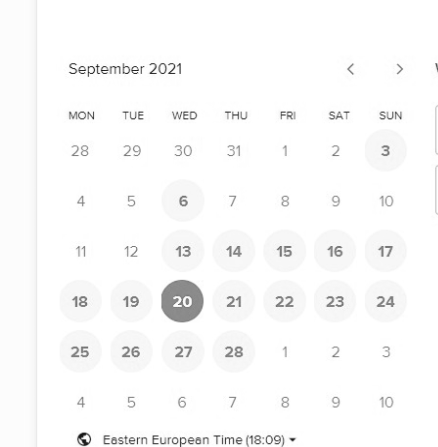 September 2021
MON TUE WED THU FRI SAT SUN
28 29 30 31 1 2 3
4 5 6 7 8 9 10
11 12 13 14 15 16 17
18 19 20 21 22 23 24
25 26 27 28 1 2 3
4 5 6 7 8 9 10
Eastern European Time (18:09)